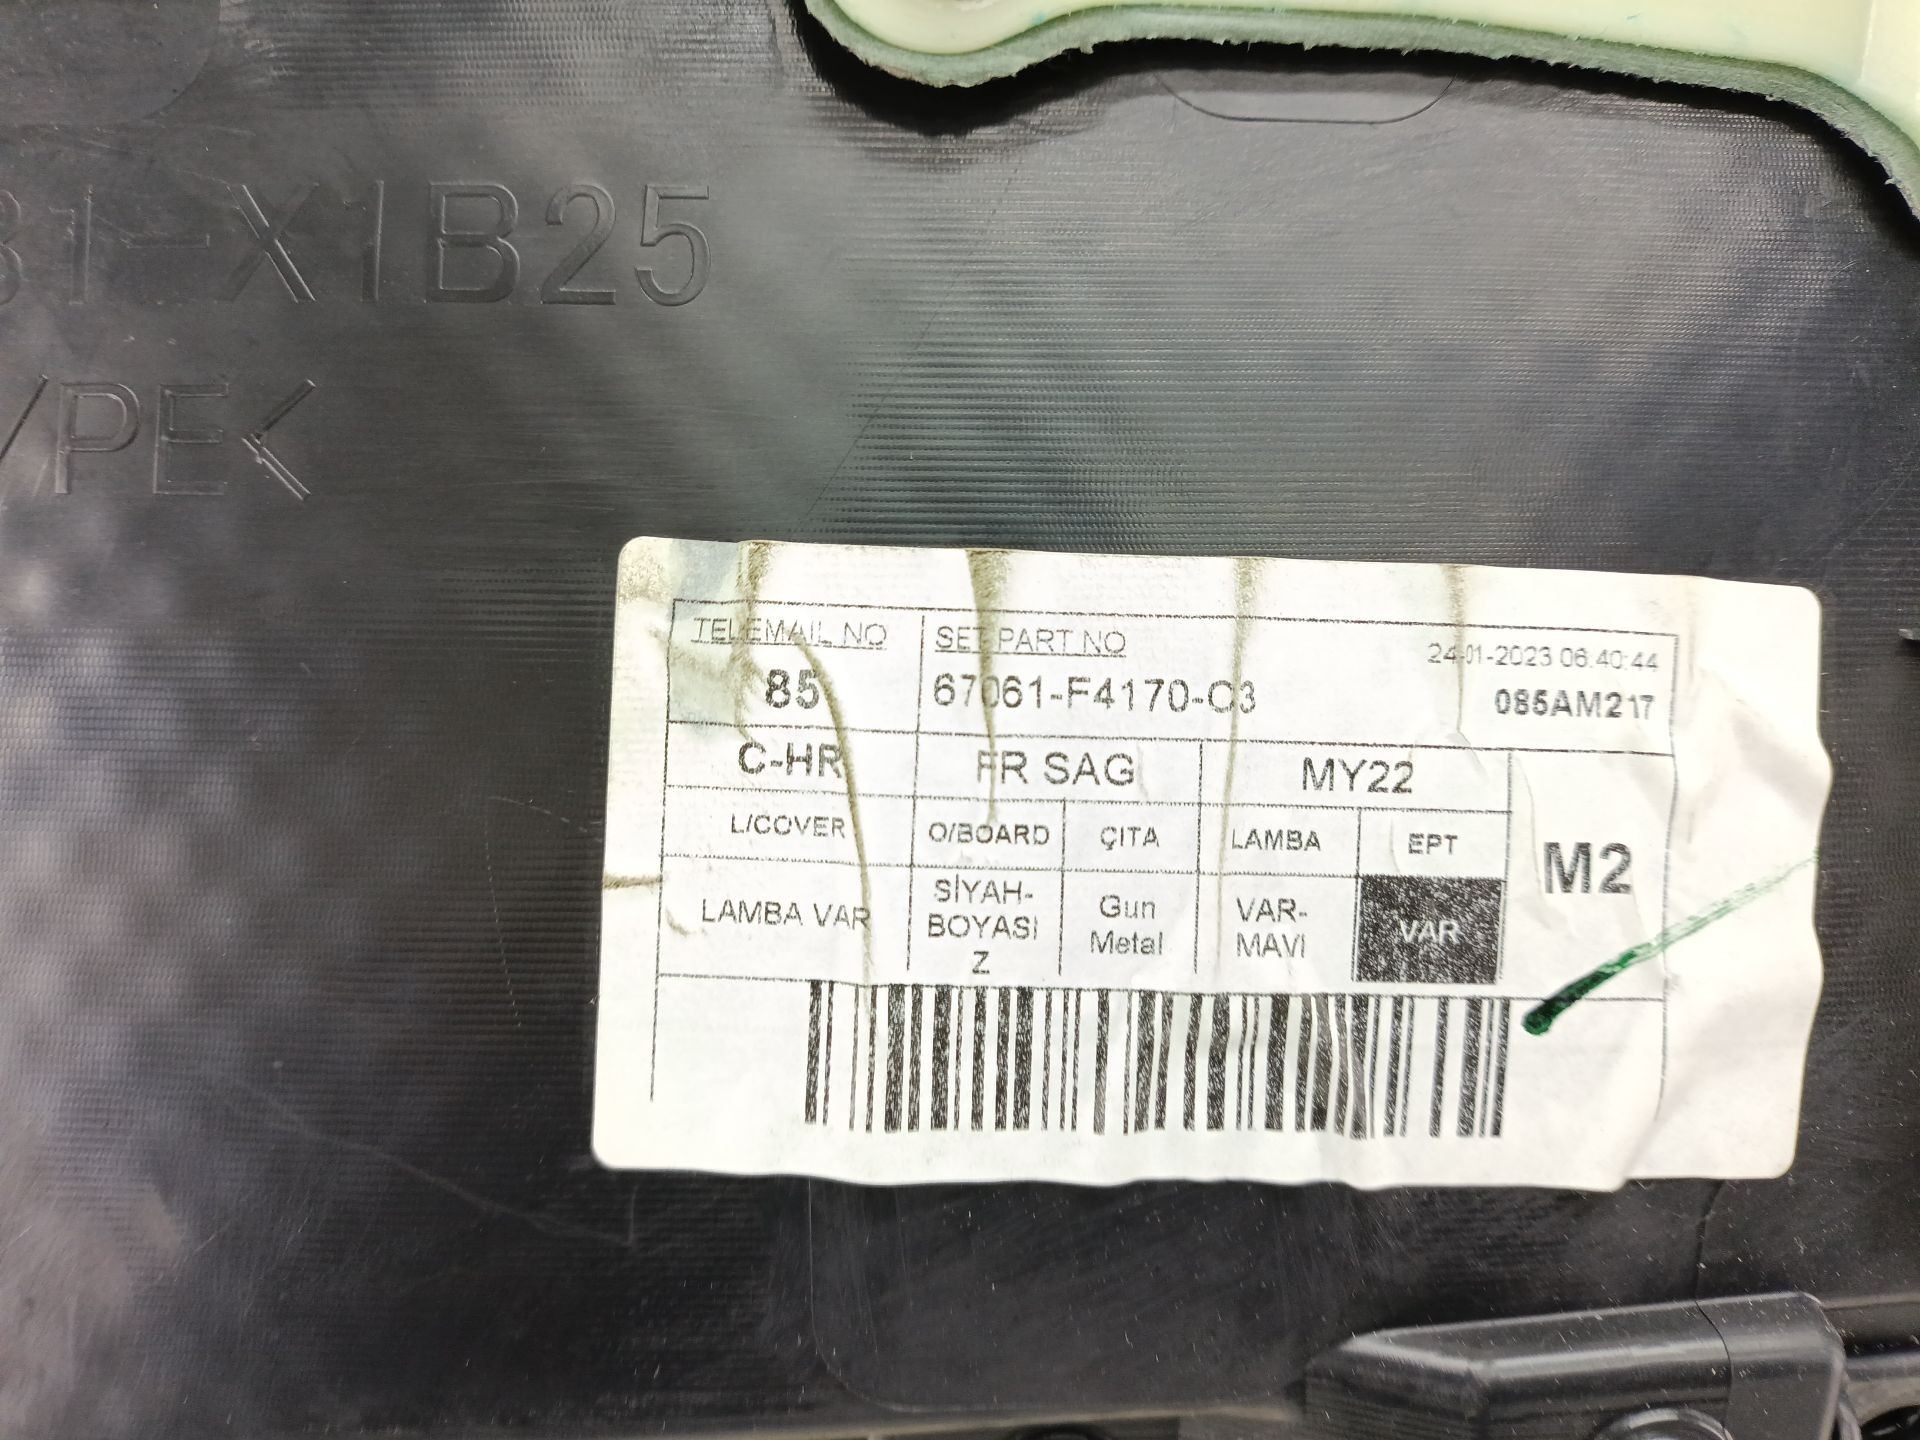 31-X1B25
/PE<
TELEMAIL NO
SET PART NO
24-01-2023 06:40:44
85
67061-F4170-C3
085AM217
C-HR
FR SAG
MY22
L/COVER
O/BOARD
ÇITA
LAMBA
EPT
M2
LAMBA VAR
SİYAH-
BOYASI
Z
Gun
Metal
VAR-
MAVI
VAR